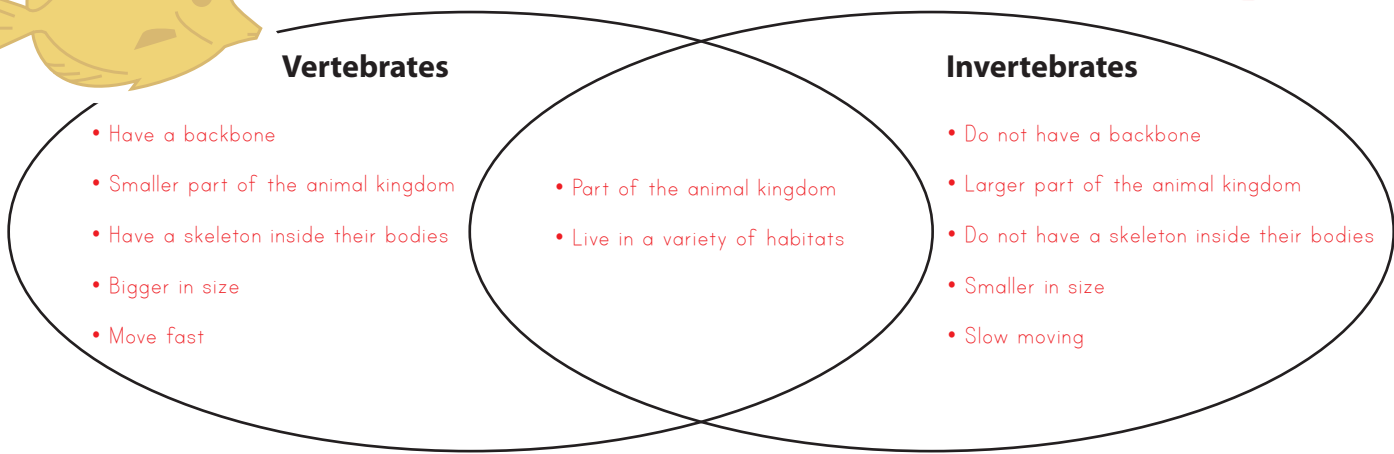 Vertebrates
• Have a backbone
• Smaller part of the animal kingdom
• Have a skeleton inside their bodies
• Bigger in size
• Move fast
• Part of the animal kingdom
• Live in a variety of habitats
Invertebrates
• Do not have a backbone
• Larger part of the animal kingdom
• Do not have a skeleton inside their bodies
• Smaller in size
• Slow moving